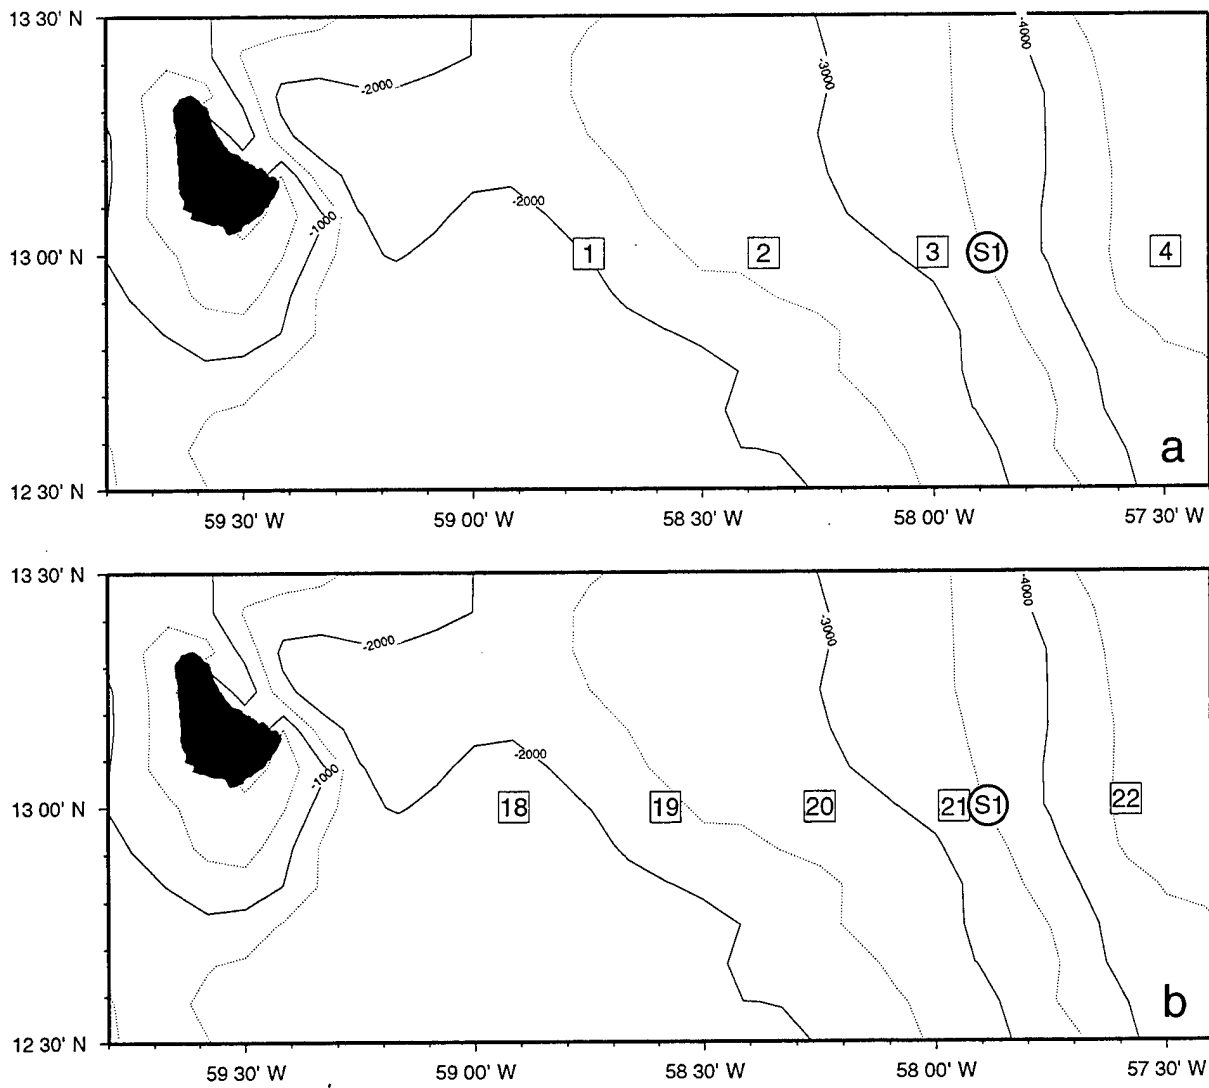 13 30' N
-4000
-3000
-2000
-2000
-1000
13 00' N
1
2
3
S1
4
a
12 30' N
59 30' W
59 00' W
58 30' W
58 00' W
57 30' W
13 30' N
-4000
-3000
-2000
-2000
-1000
13 00' N
18
19
20
21
S1
22
b
12 30' N
59 30' W
59 00' W
58 30' W
58 00' W
57 30' W